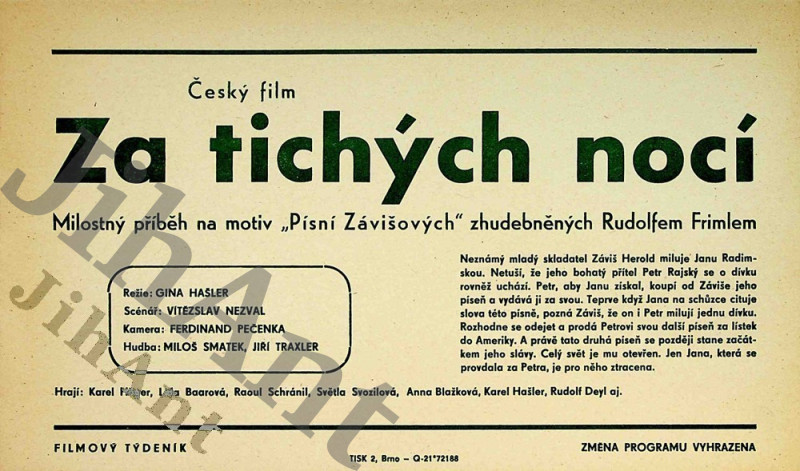 Český film
Za tichých nocí
Milostný příběh na motiv „Písní Závišových“ zhudebněných Rudolfem Frimlem
Režie: GINA HAŠLER
Scénář: VÍTĚZSLAV NEZVAL
Kamera: FERDINAND PEČENKA
Hudba: MILOŠ SMATEK, JIŘÍ TRAXLER
Neznámý mladý skladatel Záviš Herold miluje Janu Radim-
skou. Netuší, že jeho bohatý přítel Petr Rajský se o dívku
rovněž uchází. Petr, aby Janu získal, koupí od Záviše jeho
píseň a vydává ji za svou. Teprve když Jana na schůzce cituje
slova této písně, pozná Záviš, že on i Petr milují jednu dívku.
Rozhodne se odejet a prodá Petrovi svou další píseň za lístek
do Ameriky. A právě tato druhá píseň se později stane začát-
kem jeho slávy. Celý svět je mu otevřen. Jen Jana, která se
provdala za Petra, je pro něho ztracena.
Hrají: Karel Höger, Lída Baarová, Raoul Schránil, Světla Svozilová, Anna Blažková, Karel Hašler, Rudolf Deyl aj.
FILMOVÝ TÝDENÍK
TISK 2, Brno – Q-21*72188
ZMĚNA PROGRAMU VYHRAZENA
JihAnt
JihAnt